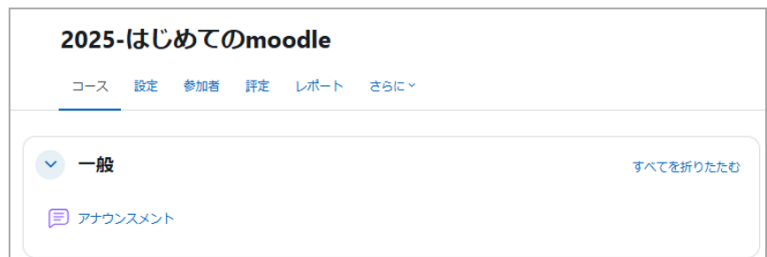 2025-はじめてのmoodle
コース 設定 参加者 評定 レポート さらに
一般 すべてを折りたたむ
アナウンスメント